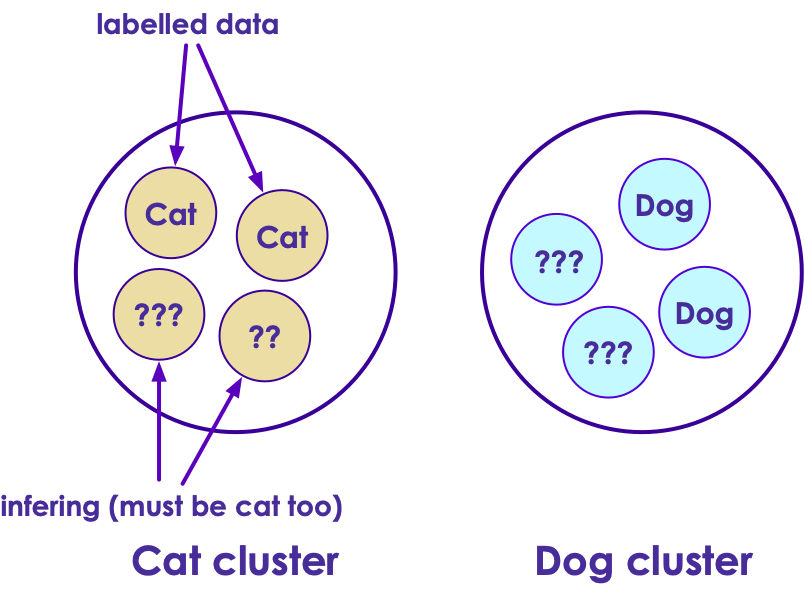 labelled data
Cat
Cat
???
??
infering (must be cat too)
Cat cluster
Dog
???
Dog
???
Dog cluster